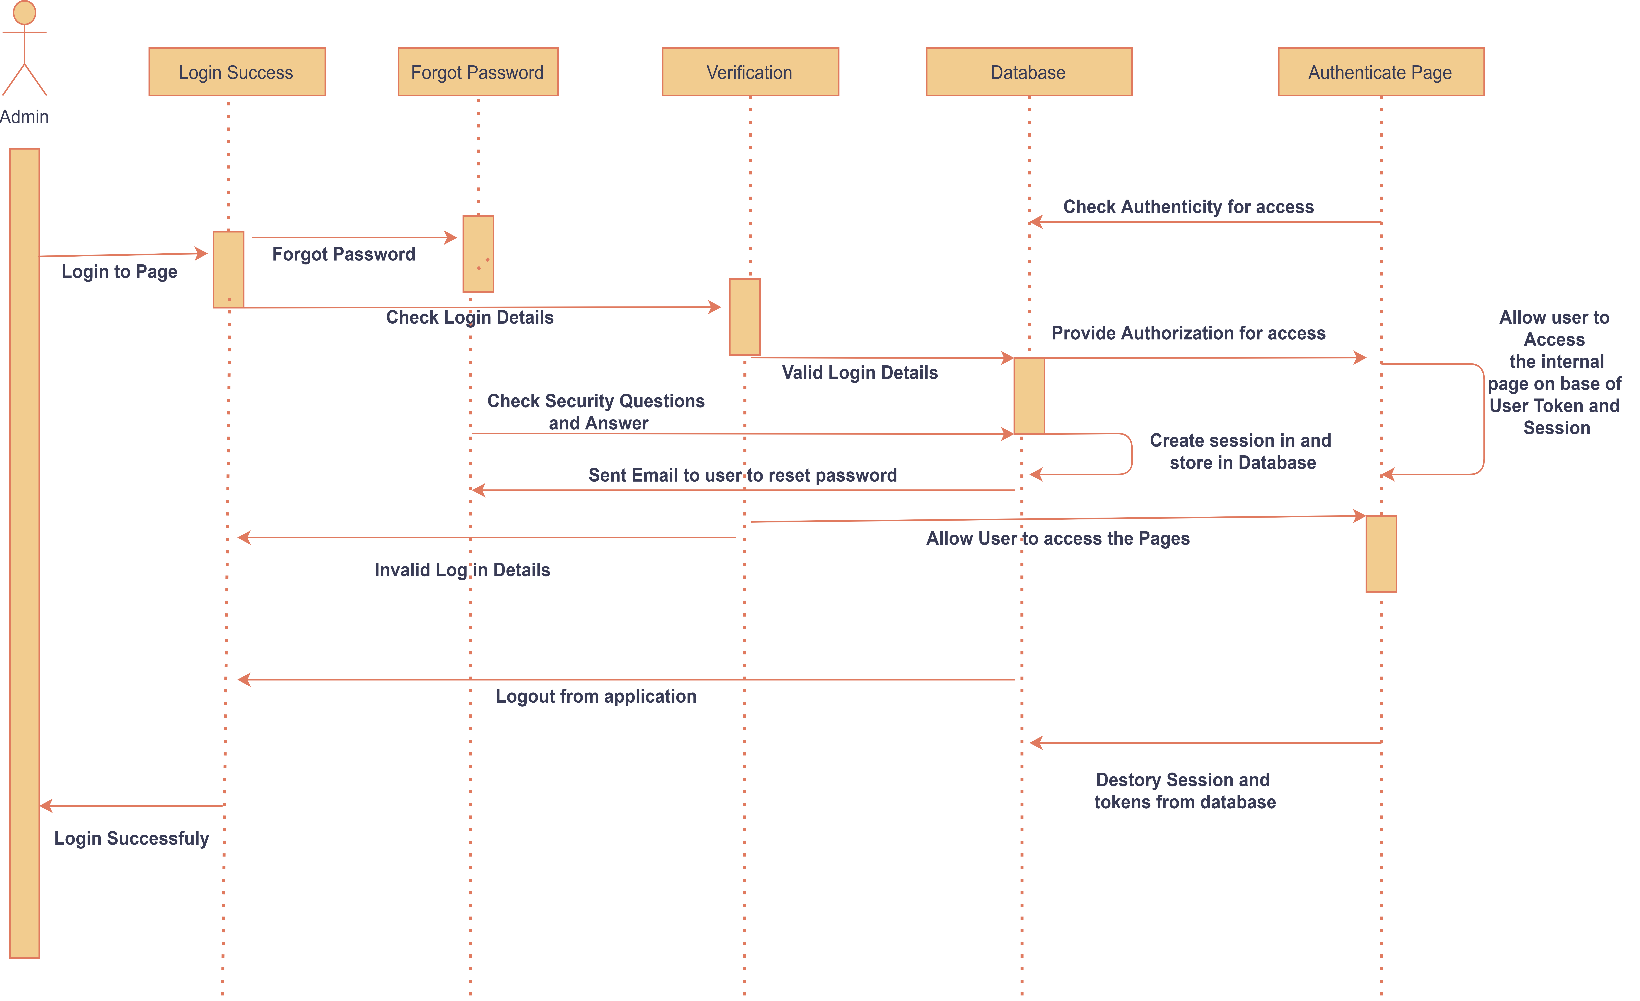 Login Success
Forgot Password
Verification
Database
Authenticate Page
Admin
Check Authenticity for access
Forgot Password
Login to Page
Check Login Details
Provide Authorization for access
Allow user to
Access
the internal
page on base of
User Token and
Session
Valid Login Details
Check Security Questions
and Answer
Create session in and
store in Database
Sent Email to user to reset password
Allow User to access the Pages
Invalid Log in Details
Logout from application
Destory Session and
tokens from database
Login Successfuly